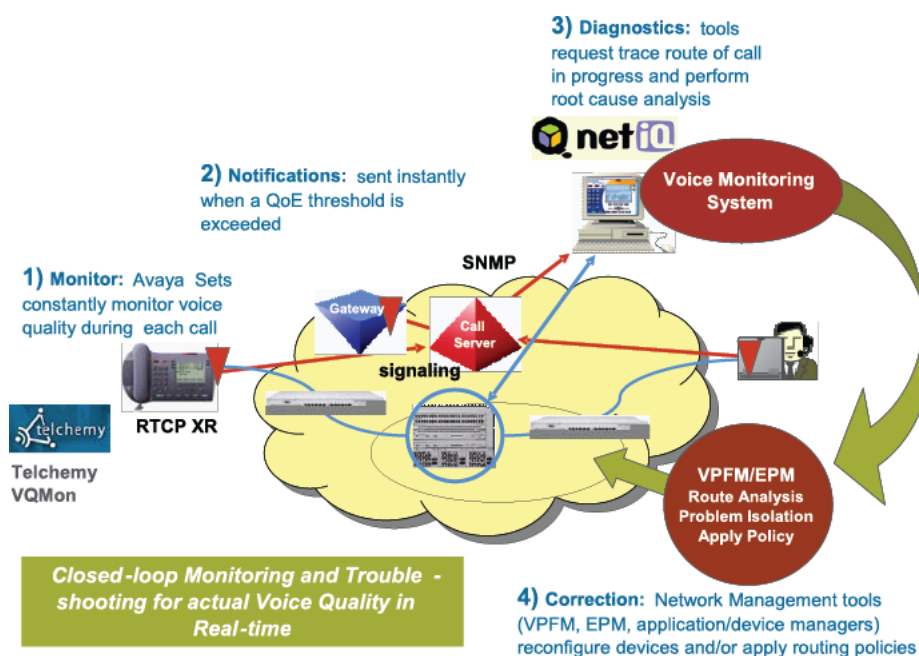 3) Diagnostics: tools
request trace route of call
in progress and perform
root cause analysis
netiQ
Voice Monitoring
System
2) Notifications: sent instantly
when a QoE threshold is
exceeded
SNMP
1) Monitor: Avaya Sets
constantly monitor voice
quality during each call
Gateway
Call
Server
signaling
RTCP XR
telchemy
Telchemy
VQMon
VPFM/EPM
Route Analysis
Problem Isolation
Apply Policy
Closed-loop Monitoring and Trouble -
shooting for actual Voice Quality in
Real-time
4) Correction: Network Management tools
(VPFM, EPM, application/device managers)
reconfigure devices and/or apply routing policies